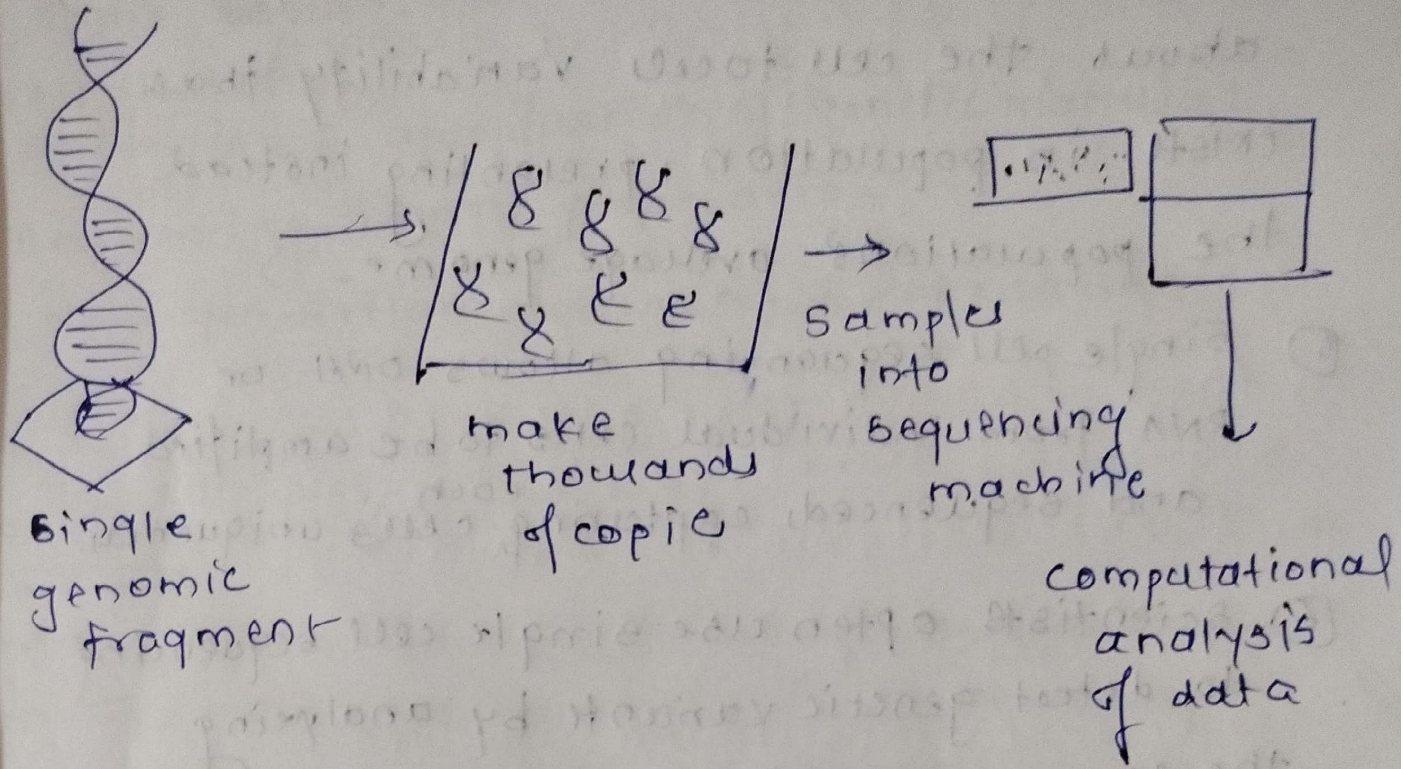 single
genomic
fragment
make
thousands
of copie
samples
into
sequencing
machine
computational
analysis
of data